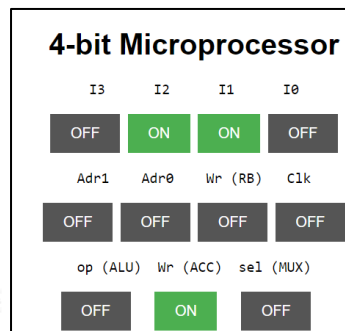 4-bit Microprocessor
I3 I2 I1 I0
OFF ON ON OFF
Adr1 Adr0 Wr (RB) Clk
OFF OFF OFF OFF
op (ALU) Wr (ACC) sel (MUX)
OFF ON OFF